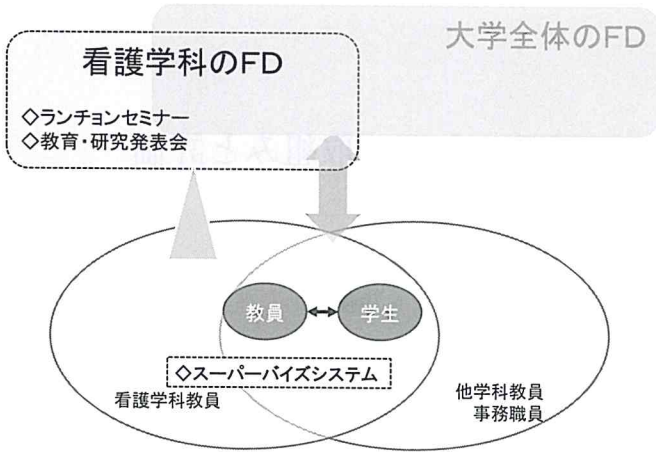 大学全体のFD
看護学科のFD
◇ランチョンセミナー
◇教育・研究発表会
教員
学生
◇スーパーバイズシステム
看護学科教員
他学科教員
事務職員